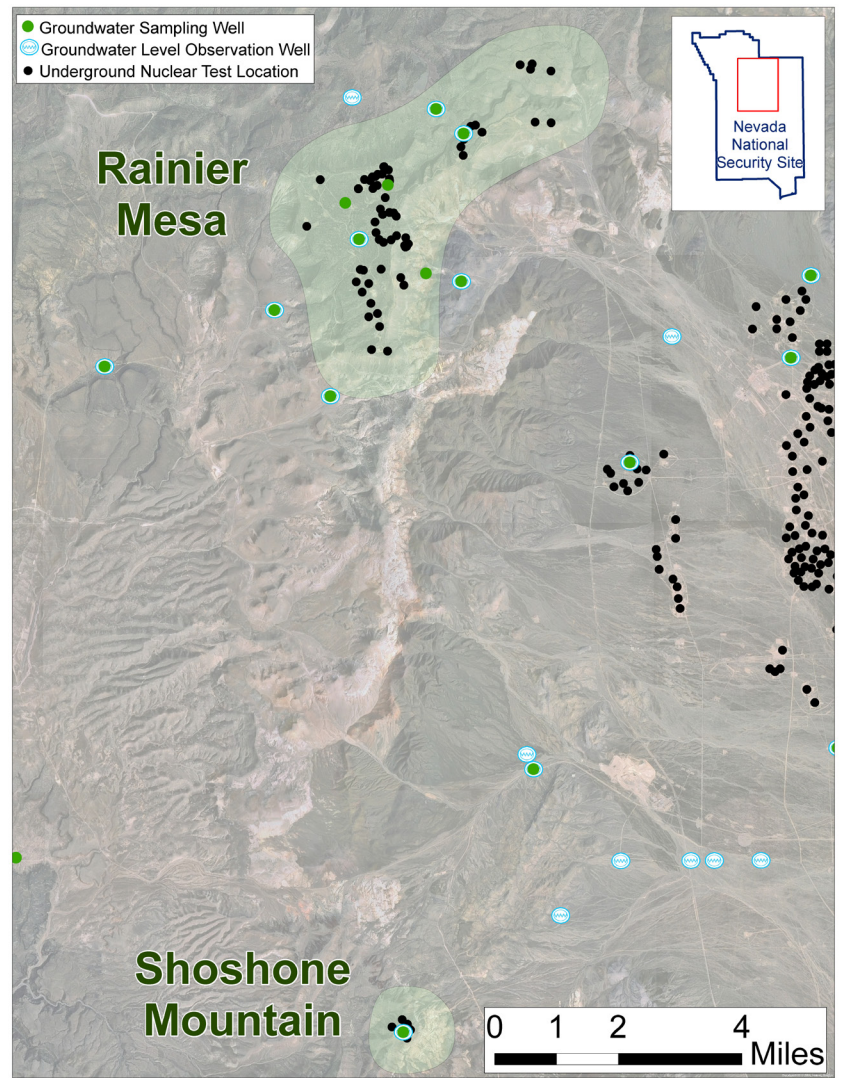 Groundwater Sampling Well
Groundwater Level Observation Well
Underground Nuclear Test Location
Nevada
National
Security Site
Rainier
Mesa
Shoshone
Mountain
0 1 2 4
Miles